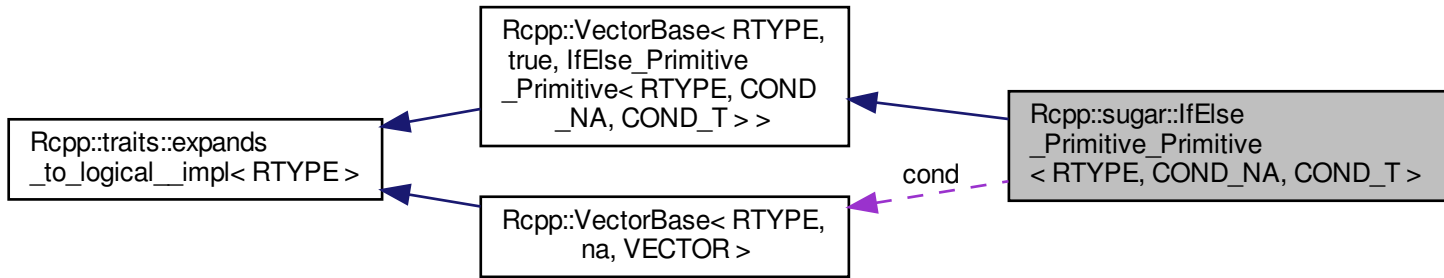 Rcpp::traits::expands
_to_logical__impl< RTYPE >
Rcpp::VectorBase< RTYPE,
true, IfElse_Primitive
_Primitive< RTYPE, COND
_NA, COND_T > >
Rcpp::VectorBase< RTYPE,
na, VECTOR >
cond
Rcpp::sugar::IfElse
_Primitive_Primitive
< RTYPE, COND_NA, COND_T >